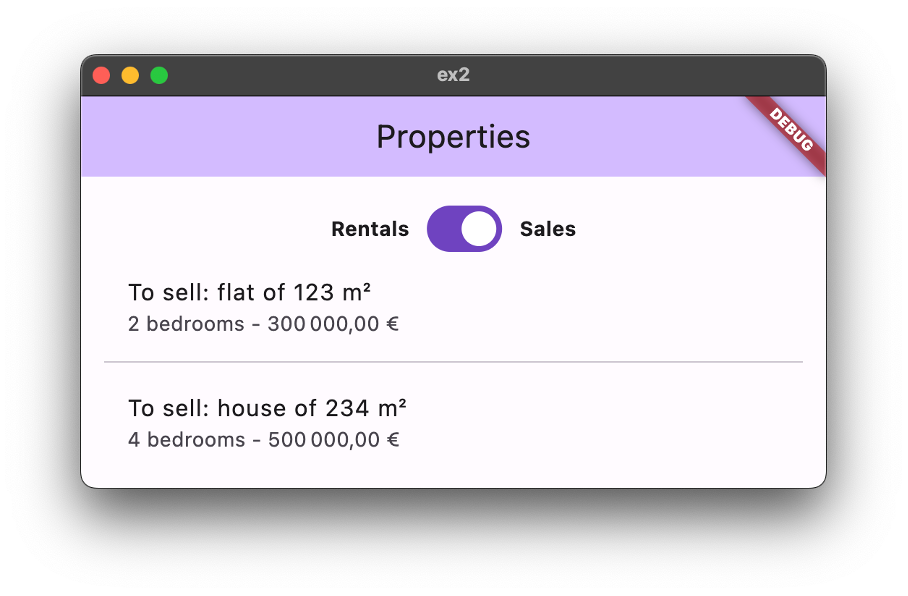 ex2
Properties
DEBUG
Rentals Sales
To sell: flat of 123 m²
2 bedrooms - 300 000,00 €
To sell: house of 234 m²
4 bedrooms - 500 000,00 €